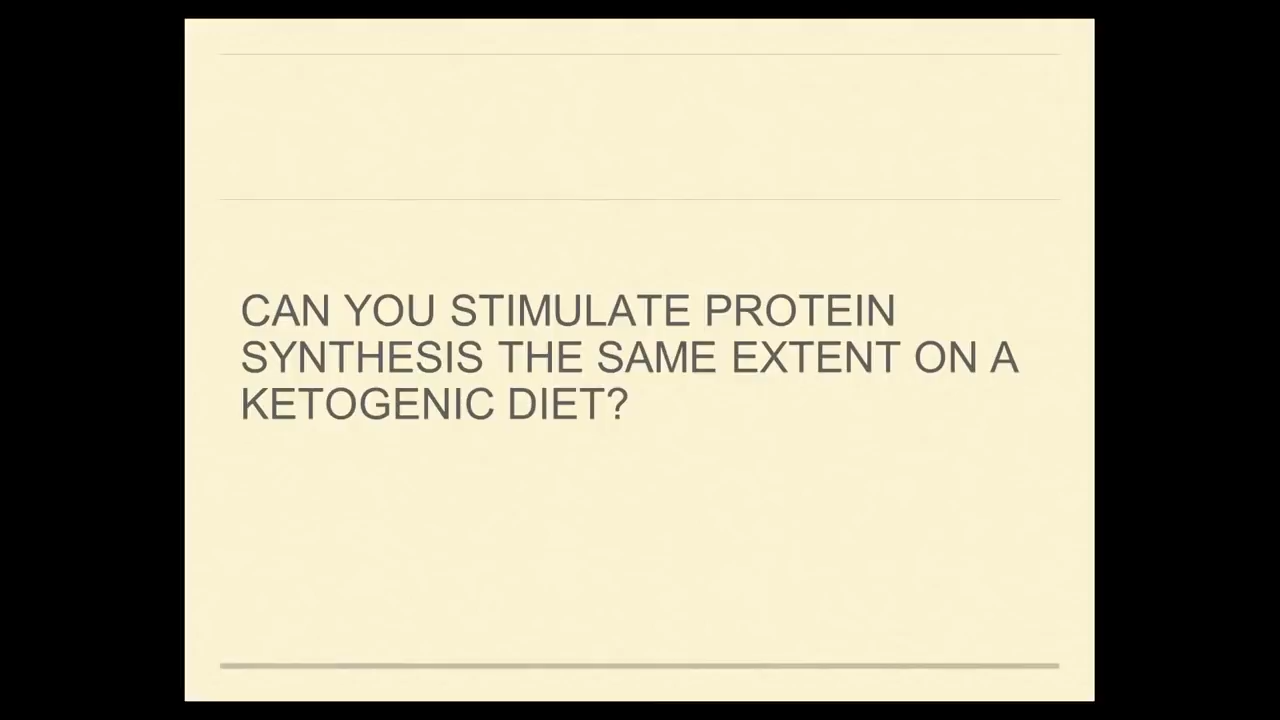 CAN YOU STIMULATE PROTEIN
SYNTHESIS THE SAME EXTENT ON A
KETOGENIC DIET?